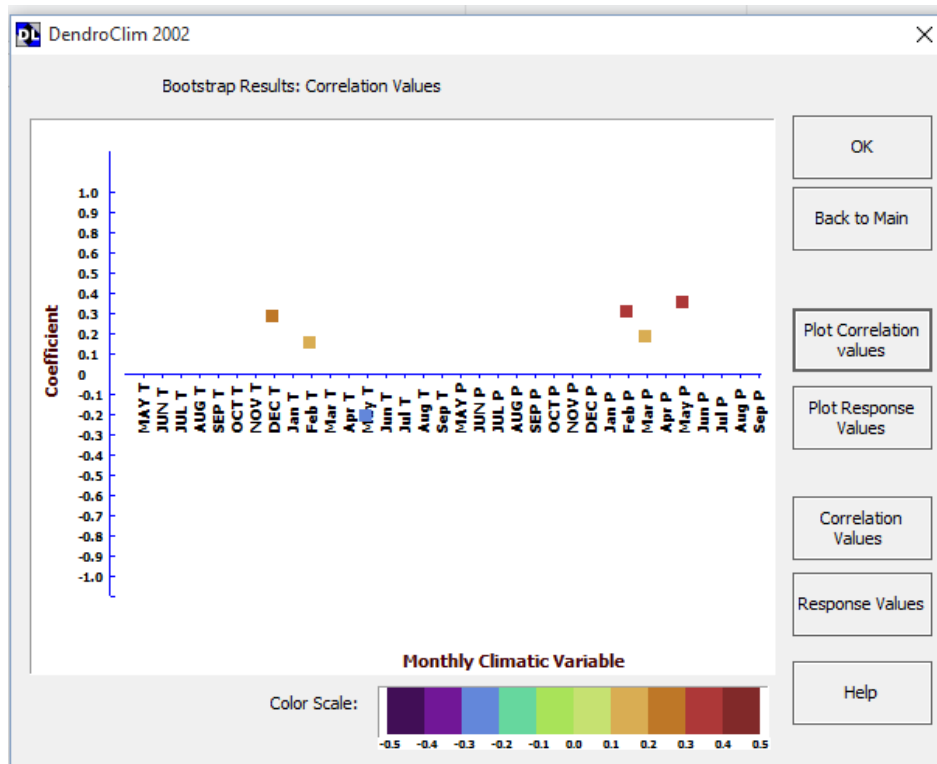 DL DendroClim 2002
Bootstrap Results: Correlation Values
OK
Back to Main
Plot Correlation
values
Plot Response
Values
Correlation
Values
Response Values
Help
Coefficient
1.0
0.9
0.8
0.6
0.5
0.4
0.3
0.2
0.1
0
-0.1
-0.2
-0.3
-0.4
-0.5
-0.6
-0.7
-0.8
-0.9
-1.0
MAY T
JUN T
JUL T
AUG T
SEP T
OCT T
NOV T
DEC T
Jan T
Feb T
Mar T
Apr T
May T
Jun T
Jul T
Aug T
Sep T
MAY P
JUN P
JUL P
AUG P
SEP P
OCT P
NOV P
DEC P
Jan P
Feb P
Mar P
Apr P
May P
Jun P
Jul P
Aug P
Sep P
Monthly Climatic Variable
Color Scale:
-0.5 -0.4 -0.3 -0.2 -0.1 0.0 0.1 0.2 0.3 0.4 0.5